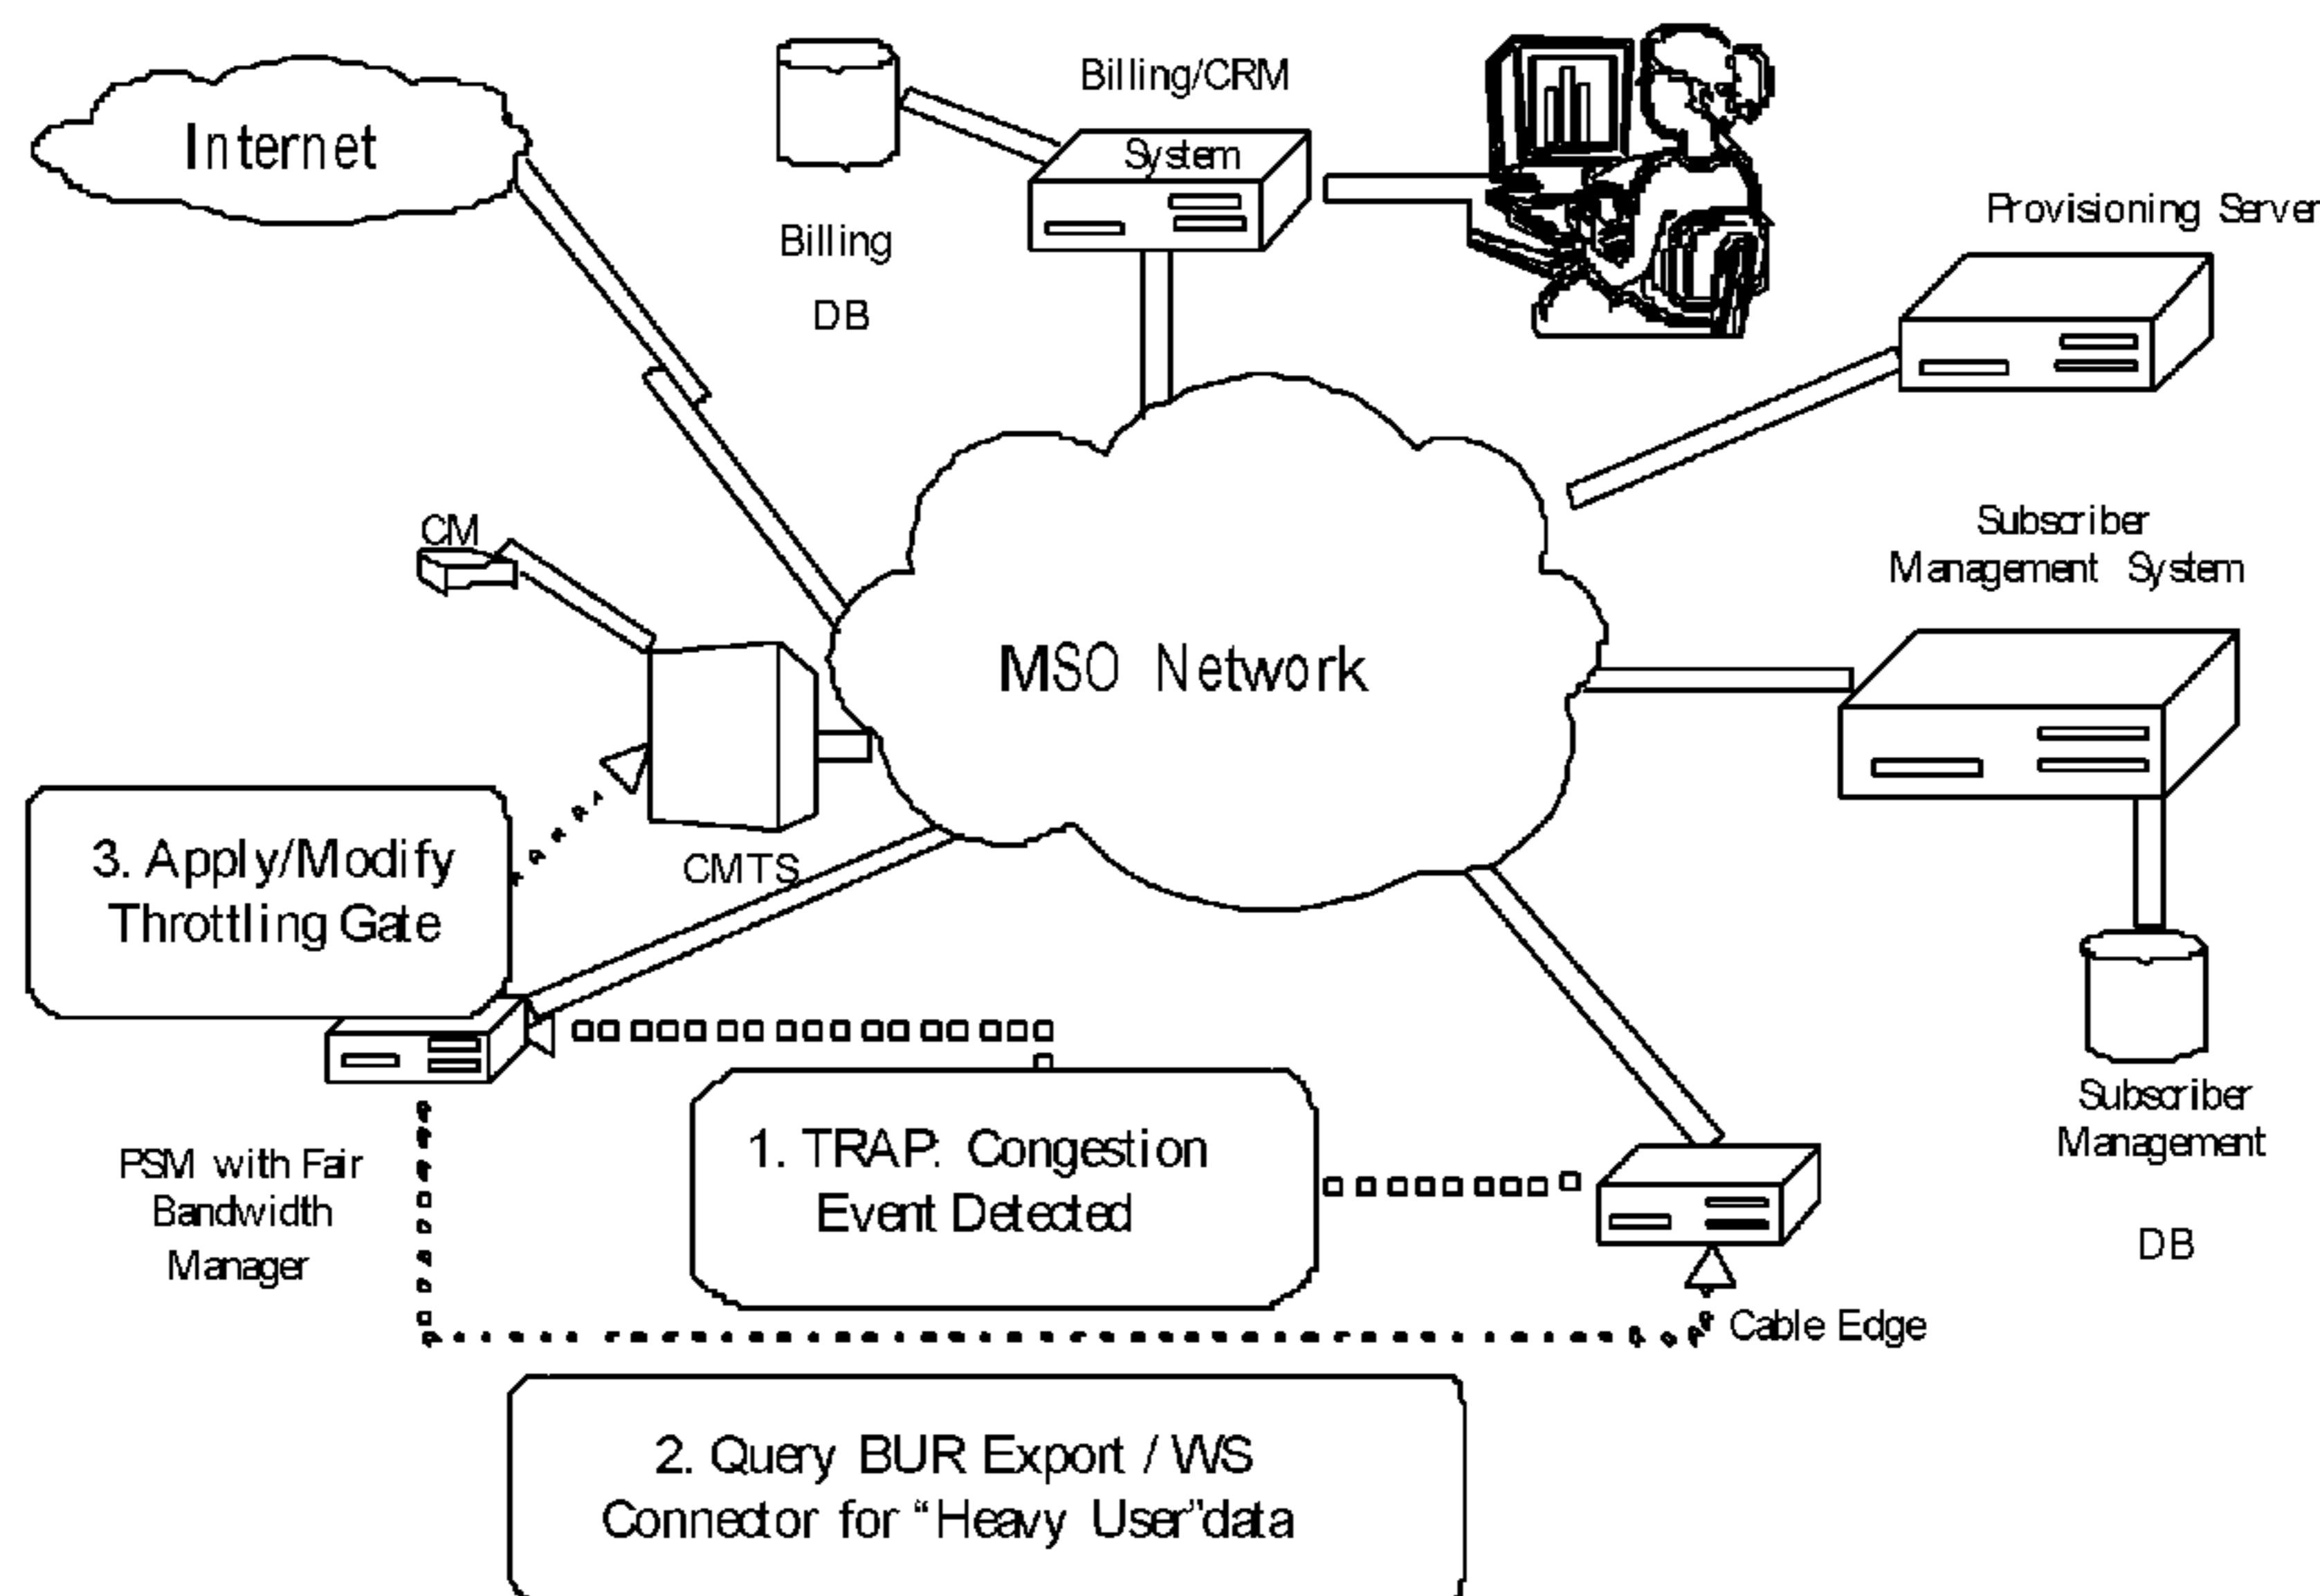 Internet
Billing/CRM
System
Billing
DB
Provisioning Server
CM
Subscriber
Management System
MSO Network
CMTS
3. Apply/Modify
Throttling Gate
PSM with Fair
Bandwidth
Manager
1. TRAP: Congestion
Event Detected
Subscriber
Management
DB
Cable Edge
2. Query BUR Export / WS
Connector for “Heavy User” data